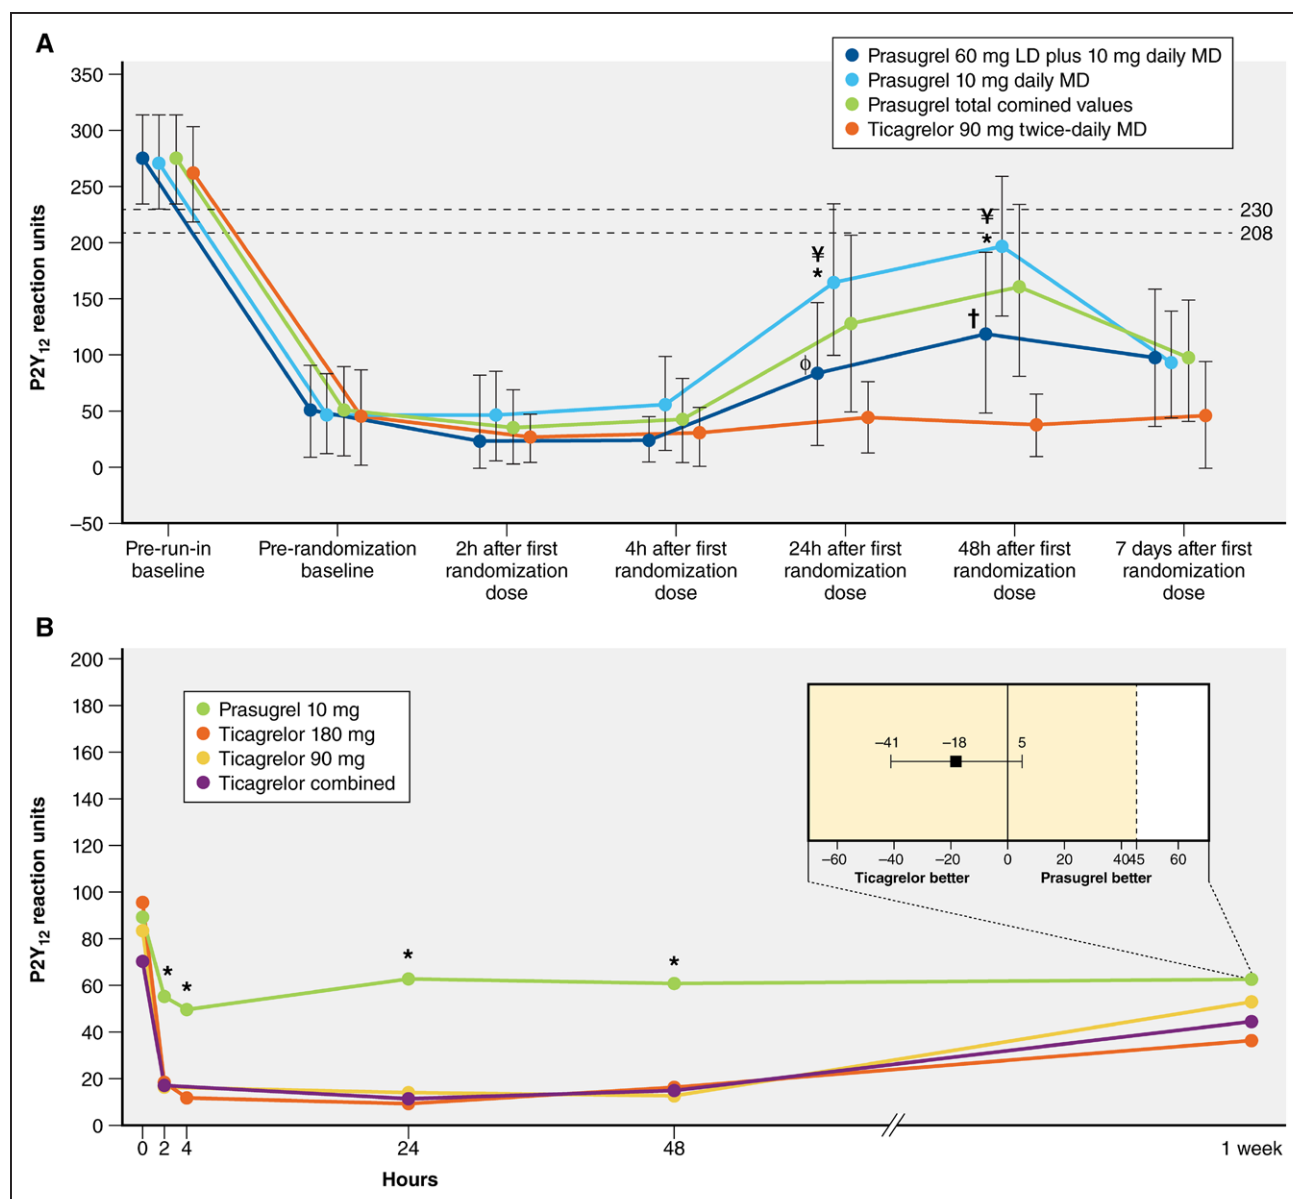 A
Prasugrel 60 mg LD plus 10 mg daily MD
Prasugrel 10 mg daily MD
Prasugrel total comined values
Ticagrelor 90 mg twice-daily MD
P2Y12 reaction units
350
300
250
200
150
100
50
0
–50
230
208
¥
*
¥
*
ϕ
†
Pre-run-in
baseline
Pre-randomization
baseline
2h after first
randomization
dose
4h after first
randomization
dose
24h after first
randomization
dose
48h after first
randomization
dose
7 days after first
randomization
dose
B
Prasugrel 10 mg
Ticagrelor 180 mg
Ticagrelor 90 mg
Ticagrelor combined
P2Y12 reaction units
200
180
160
140
120
100
80
60
40
20
0
* * * *
–41 –18 5
–60 –40 –20 0 20 40 45 60
Ticagrelor better Prasugrel better
0 2 4 24 48 1 week
Hours